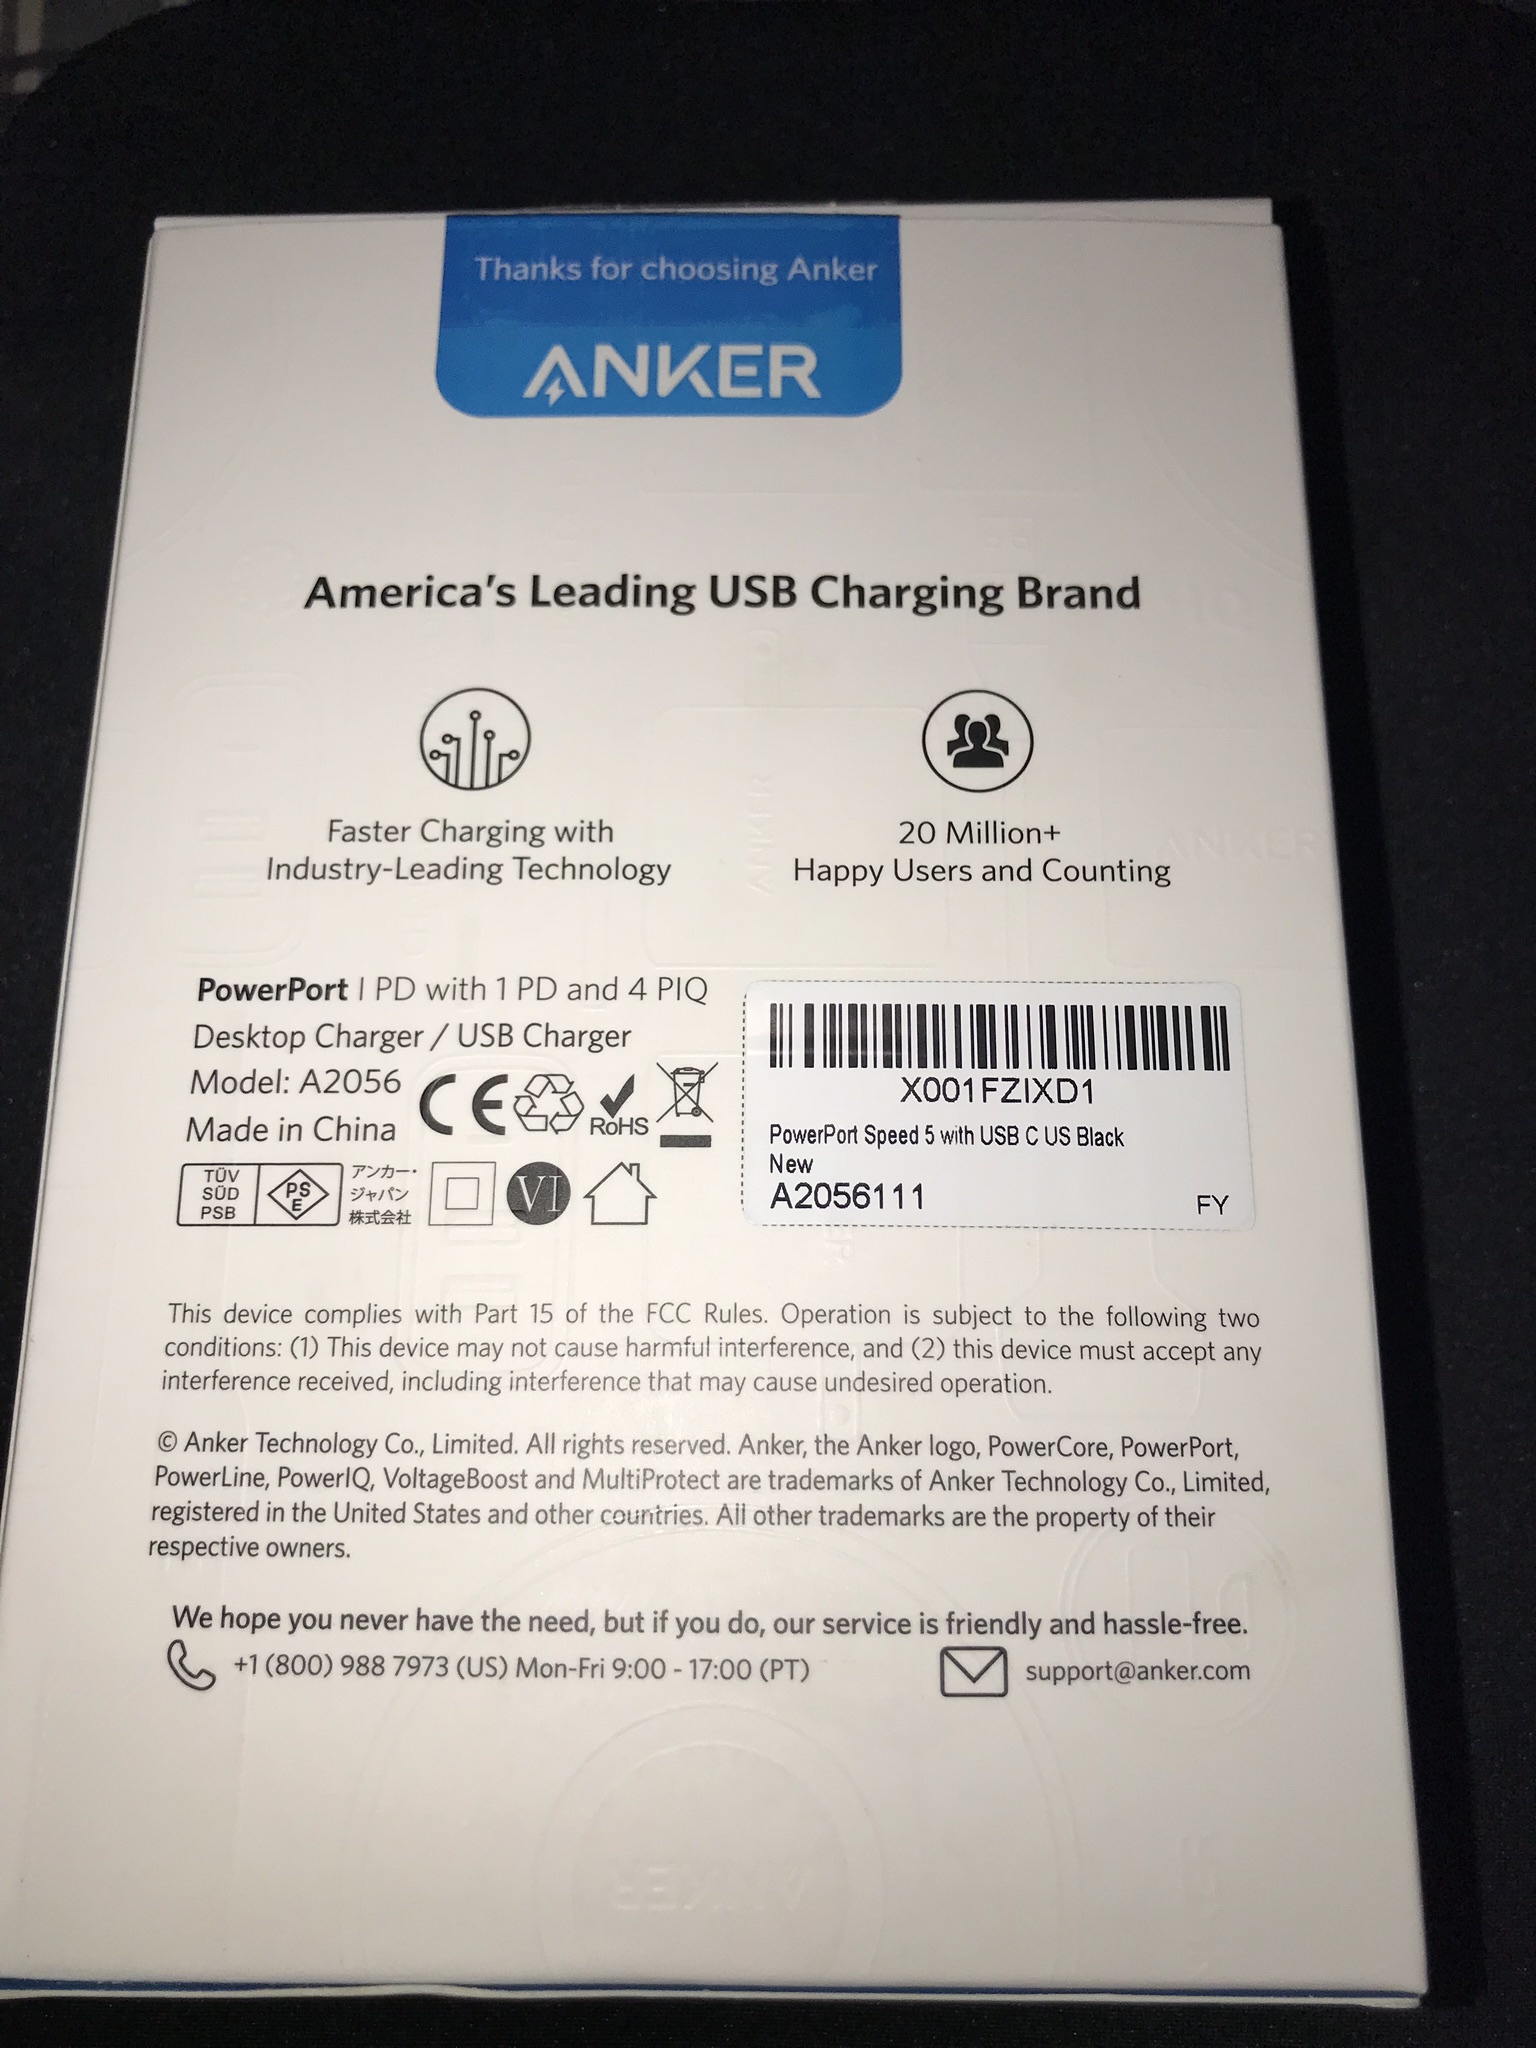 Thanks for choosing Anker
ANKER
America's Leading USB Charging Brand
Faster Charging with
Industry-Leading Technology
20 Million+
Happy Users and Counting
PowerPort | PD with 1 PD and 4 PIQ
Desktop Charger / USB Charger
Model: A2056
Made in China
CE
RoHS
TÜV
SÜD
PSB
PS
E
アンカー・
ジャパン
株式会社
VI
X001FZIXD1
PowerPort Speed 5 with USB C US Black
New
A2056111
FY
This device complies with Part 15 of the FCC Rules. Operation is subject to the following two
conditions: (1) This device may not cause harmful interference, and (2) this device must accept any
interference received, including interference that may cause undesired operation.
© Anker Technology Co., Limited. All rights reserved. Anker, the Anker logo, PowerCore, PowerPort,
PowerLine, PowerIQ, VoltageBoost and MultiProtect are trademarks of Anker Technology Co., Limited,
registered in the United States and other countries. All other trademarks are the property of their
respective owners.
We hope you never have the need, but if you do, our service is friendly and hassle-free.
+1 (800) 988 7973 (US) Mon-Fri 9:00 - 17:00 (PT)
support@anker.com